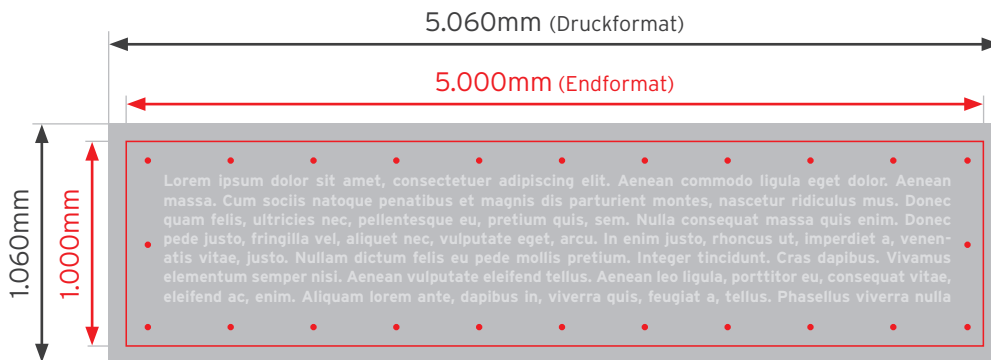 5.060mm (Druckformat)
5.000mm (Endformat)
1.060mm
1.000mm
Lorem ipsum dolor sit amet, consectetuer adipiscing elit. Aenean commodo ligula eget dolor. Aenean
massa. Cum sociis natoque penatibus et magnis dis parturient montes, nascetur ridiculus mus. Donec
quam felis, ultricies nec, pellentesque eu, pretium quis, sem. Nulla consequat massa quis enim. Donec
pede justo, fringilla vel, aliquet nec, vulputate eget, arcu. In enim justo, rhoncus ut, imperdiet a, venen-
atis vitae, justo. Nullam dictum felis eu pede mollis pretium. Integer tincidunt. Cras dapibus. Vivamus
elementum semper nisi. Aenean vulputate eleifend tellus. Aenean leo ligula, porttitor eu, consequat vitae,
eleifend ac, enim. Aliquam lorem ante, dapibus in, viverra quis, feugiat a, tellus. Phasellus viverra nulla